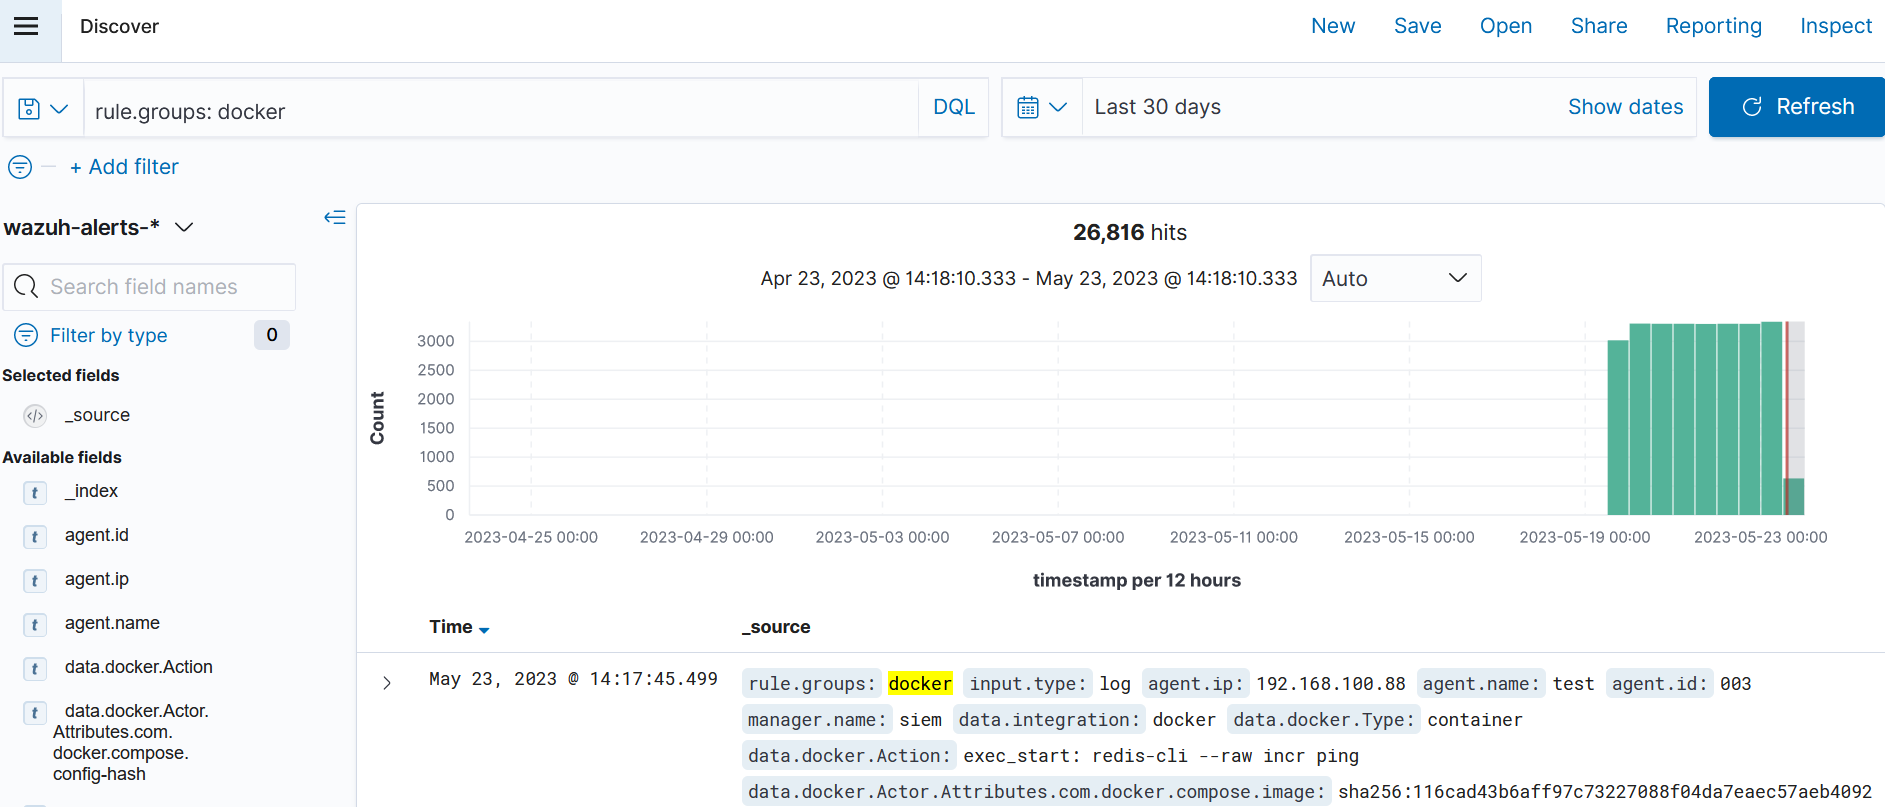 Discover
New Save Open Share Reporting Inspect
rule.groups: docker
DQL
Last 30 days
Show dates
Refresh
+ Add filter
wazuh-alerts-*
Search field names
Filter by type
0
Selected fields
</>
_source
Available fields
t _index
t agent.id
t agent.ip
t agent.name
t data.docker.Action
t data.docker.Actor.
Attributes.com.
docker.compose.
config-hash
26,816 hits
Apr 23, 2023 @ 14:18:10.333 - May 23, 2023 @ 14:18:10.333
Auto
Count
3000
2500
2000
1500
1000
500
0
2023-04-25 00:00 2023-04-29 00:00 2023-05-03 00:00 2023-05-07 00:00 2023-05-11 00:00 2023-05-15 00:00 2023-05-19 00:00 2023-05-23 00:00
timestamp per 12 hours
Time _source
May 23, 2023 @ 14:17:45.499
rule.groups: docker input.type: log agent.ip: 192.168.100.88 agent.name: test agent.id: 003
manager.name: siem data.integration: docker data.docker.Type: container
data.docker.Action: exec_start: redis-cli --raw incr ping
data.docker.Actor.Attributes.com.docker.compose.image: sha256:116cad43b6aff97c73227088f04da7eaec57aeb4092